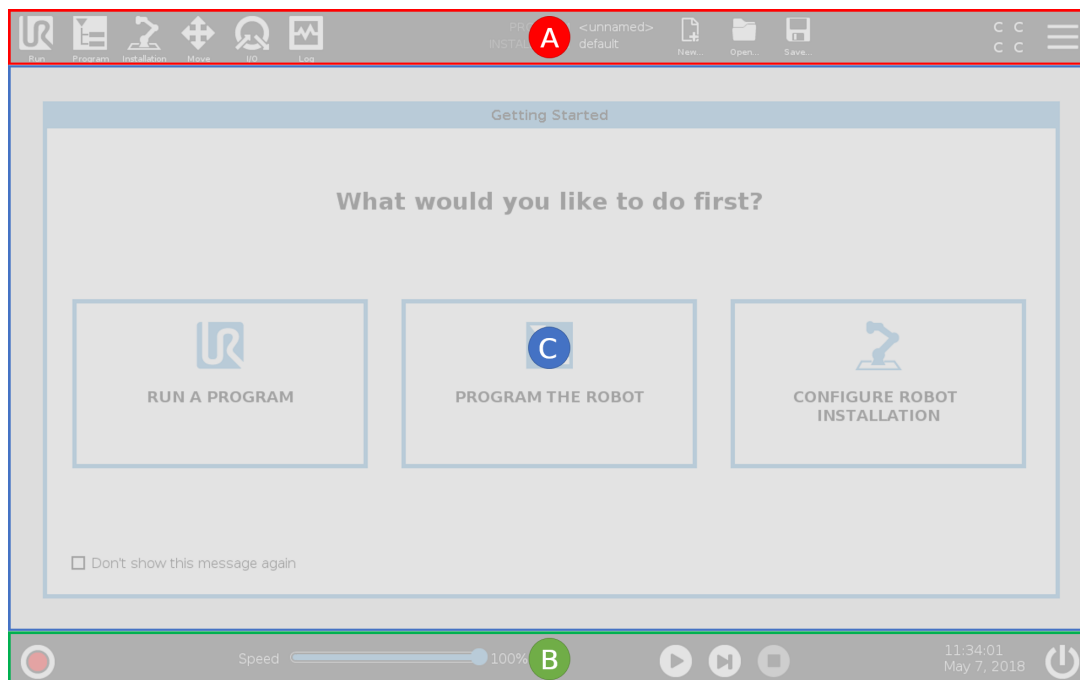 PROGRAM <unnamed>
INSTALLATION default
A
Run Program Installation Move I/O Log New... Open... Save...
C C
C C
Getting Started
What would you like to do first?
C
RUN A PROGRAM
PROGRAM THE ROBOT
CONFIGURE ROBOT
INSTALLATION
Don't show this message again
Speed 100% B
11:34:01
May 7, 2018